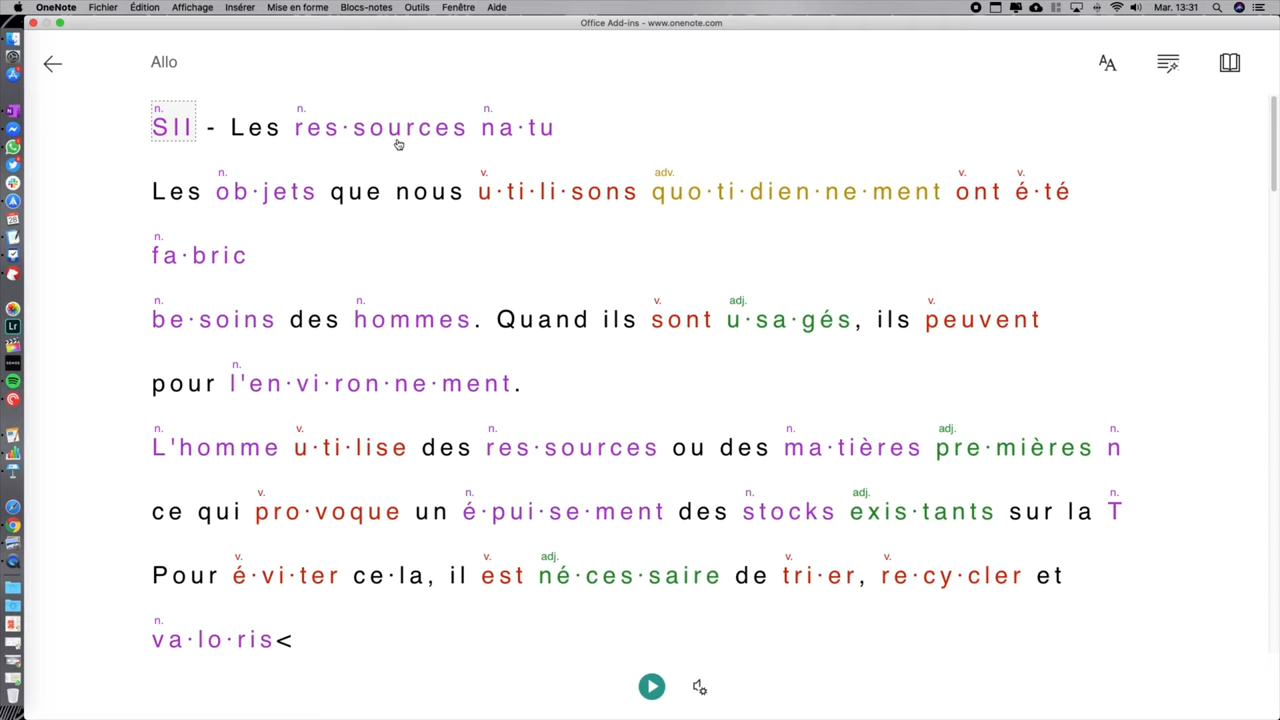 OneNote Fichier Édition Affichage Insérer Mise en forme Blocs-notes Outils Fenêtre Aide Mar. 13:31
Office Add-ins - www.onenote.com
Allo
n. n. n.
SII - Les res·sources na·tu
n. v. adv. v. v.
Les ob·jets que nous u·ti·li·sons quo·ti·dien·ne·ment ont é·té
n.
fa·bric
n. n. v. adj. v.
be·soins des hommes. Quand ils sont u·sa·gés, ils peuvent
n.
pour l'en·vi·ron·ne·ment.
n. v. n. n. adj. n.
L'homme u·ti·lise des res·sources ou des ma·tières pre·mières n
v. n. n. adj. n.
ce qui pro·voque un é·pui·se·ment des stocks exis·tants sur la T
v. v. adj. v. v.
Pour é·vi·ter ce·la, il est né·ces·saire de tri·er, re·cy·cler et
n.
va·lo·ris<